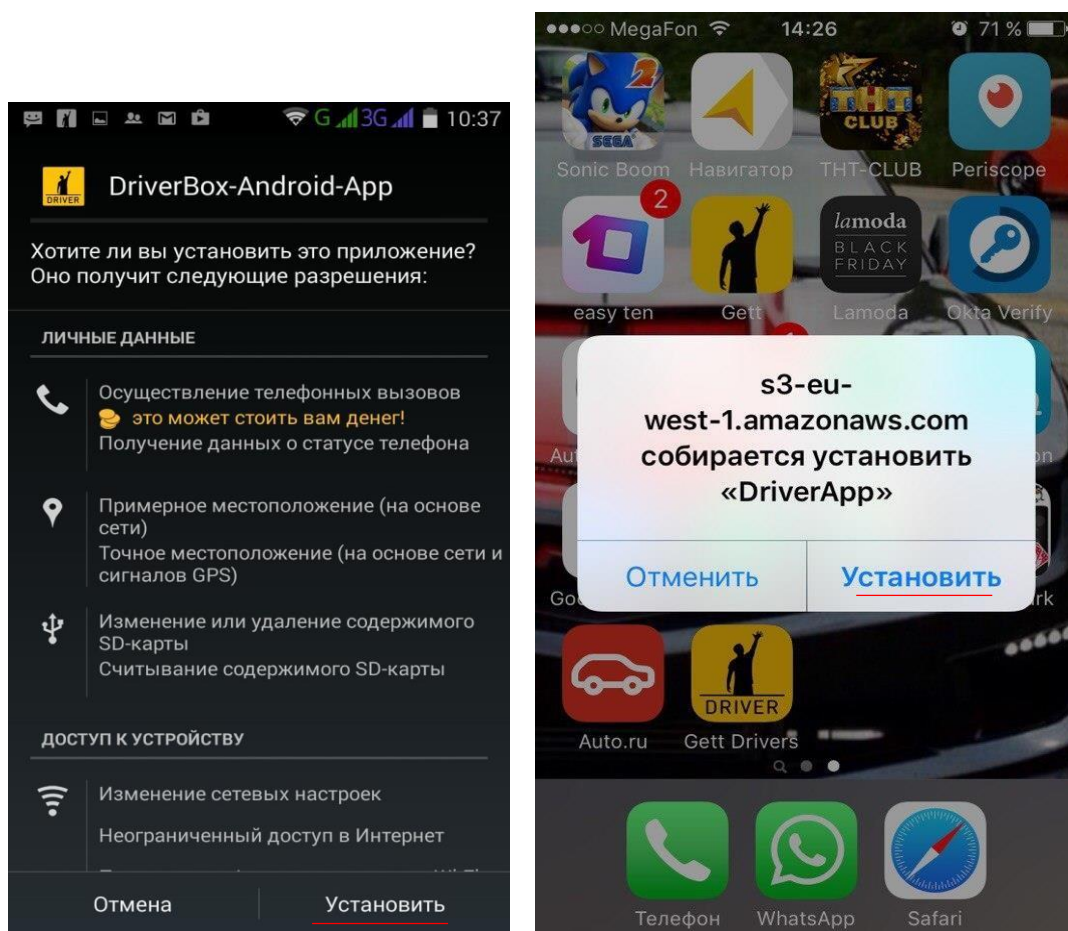 G 3G 10:37
DRIVER
DriverBox-Android-App
Хотите ли вы установить это приложение?
Оно получит следующие разрешения:
ЛИЧНЫЕ ДАННЫЕ
Осуществление телефонных вызовов
это может стоить вам денег!
Получение данных о статусе телефона
Примерное местоположение (на основе
сети)
Точное местоположение (на основе сети и
сигналов GPS)
Изменение или удаление содержимого
SD-карты
Считывание содержимого SD-карты
ДОСТУП К УСТРОЙСТВУ
Изменение сетевых настроек
Неограниченный доступ в Интернет
Отмена Установить
MegaFon 14:26 71 %
2
SEGA
ТНТ
CLUB
Sonic Boom Навигатор THT-CLUB Periscope
2
lamoda
BLACK
FRIDAY
easy ten Gett Lamoda Okta Verify
s3-eu-
west-1.amazonaws.com
собирается установить
«DriverApp»
Отменить Установить
DRIVER
Auto.ru Gett Drivers
Телефон WhatsApp Safari